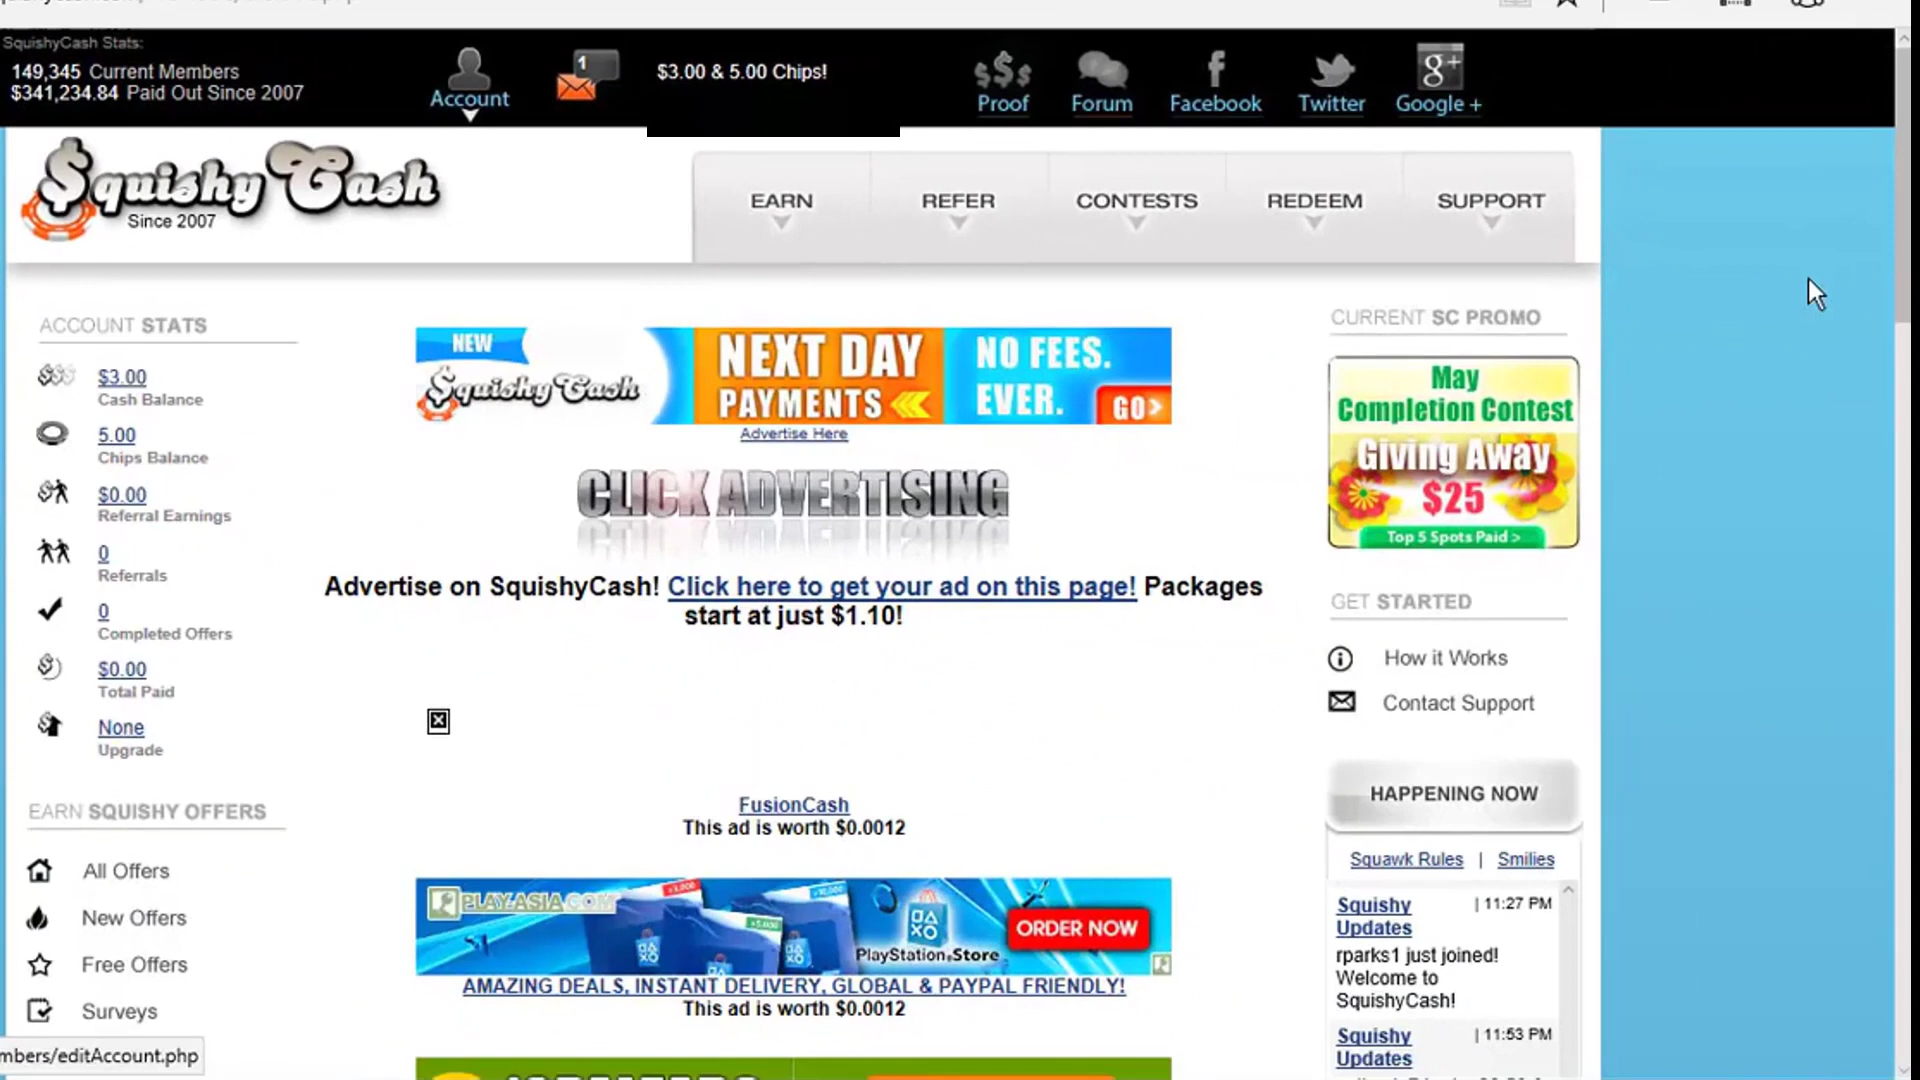 SquishyCash Stats:
149,345 Current Members
$341,234.84 Paid Out Since 2007
Account
1
$3.00 & 5.00 Chips!
$$$
Proof
Forum
Facebook
Twitter
g+
Google +
$quishy Cash
Since 2007
EARN
REFER
CONTESTS
REDEEM
SUPPORT
ACCOUNT STATS
$3.00
Cash Balance
5.00
Chips Balance
$0.00
Referral Earnings
0
Referrals
0
Completed Offers
$0.00
Total Paid
None
Upgrade
EARN SQUISHY OFFERS
All Offers
New Offers
Free Offers
Surveys
mbers/editAccount.php
NEW
$quishy Cash
NEXT DAY
PAYMENTS
NO FEES.
EVER.
GO>
Advertise Here
CLICK ADVERTISING
Advertise on SquishyCash! Click here to get your ad on this page! Packages
start at just $1.10!
FusionCash
This ad is worth $0.0012
PLAY-ASIA.COM
PlayStation Store
ORDER NOW
AMAZING DEALS, INSTANT DELIVERY, GLOBAL & PAYPAL FRIENDLY!
This ad is worth $0.0012
CURRENT SC PROMO
May
Completion Contest
Giving Away
$25
Top 5 Spots Paid >
GET STARTED
How it Works
Contact Support
HAPPENING NOW
Squawk Rules | Smilies
Squishy | 11:27 PM
Updates
rparks1 just joined!
Welcome to
SquishyCash!
Squishy | 11:53 PM
Updates